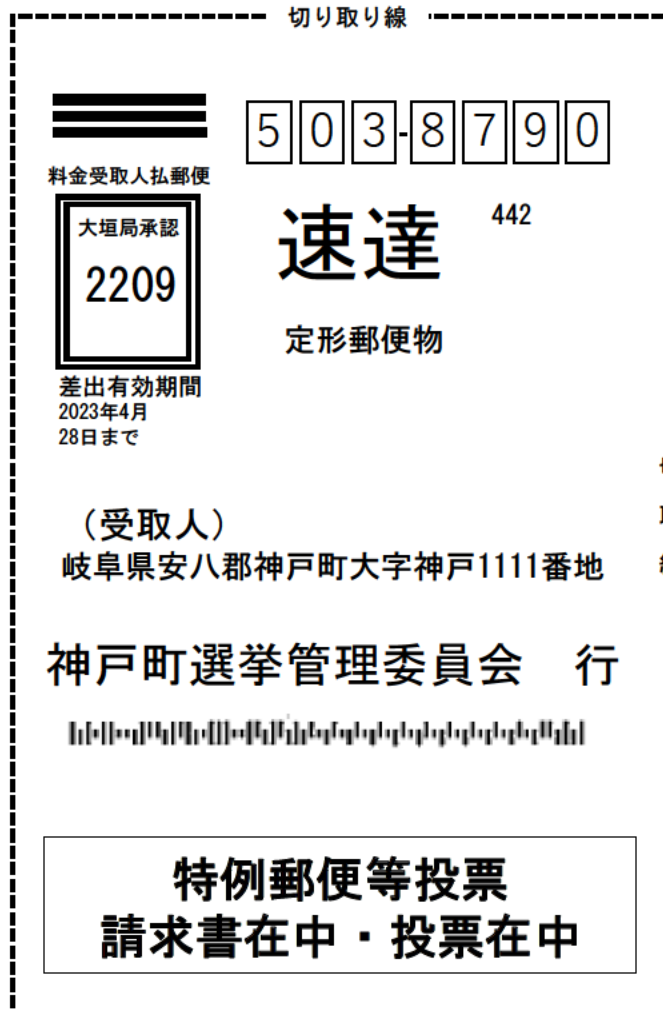 切り取り線
503-8790
料金受取人払郵便
大垣局承認
2209
速達
442
定形郵便物
差出有効期間
2023年4月
28日まで
（受取人）
岐阜県安八郡神戸町大字神戸1111番地
神戸町選挙管理委員会　行
特例郵便等投票
請求書在中・投票在中